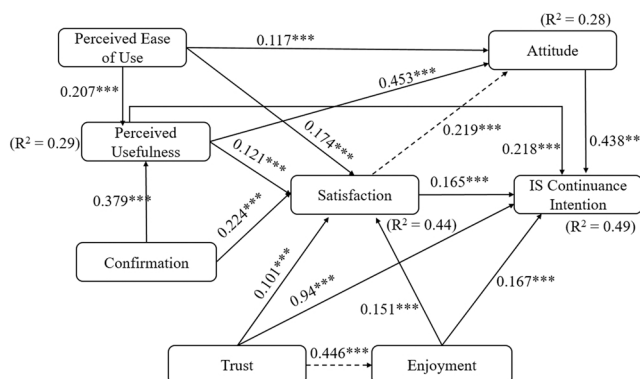 (R² = 0.28)
Perceived Ease
of Use
0.117***
Attitude
0.453***
0.207***
(R² = 0.29)
Perceived
Usefulness
0.174***
0.219***
0.438**
0.121***
0.218***
0.379***
0.224***
Satisfaction
0.165***
IS Continuance
Intention
(R² = 0.44)
(R² = 0.49)
Confirmation
0.101***
0.94***
0.151***
0.167***
Trust
0.446***
Enjoyment